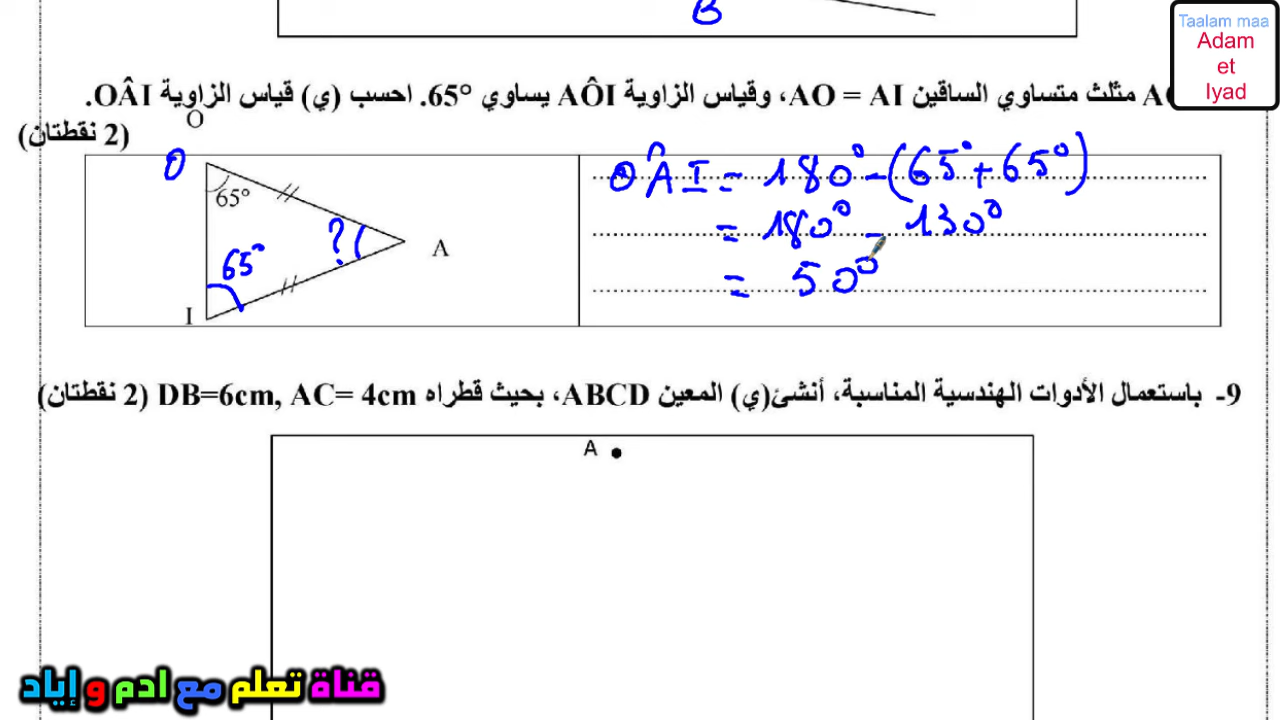 B
Taalam maa
Adam
et
Iyad
مثلث متساوي الساقين AO = AI، وقياس الزاوية AÔI يساوي 65°. احسب (ي) قياس الزاوية OÂI.
(2 نقطتان)
O
O
65°
?
A
65°
I
OÂI = 180° - (65° + 65°)
= 180° - 130°
= 50°
9- باستعمال الأدوات الهندسية المناسبة، أنشئ(ي) المعين ABCD، بحيث قطراه DB=6cm, AC= 4cm (2 نقطتان)
A
قناة تعلم مع ادم و إياد